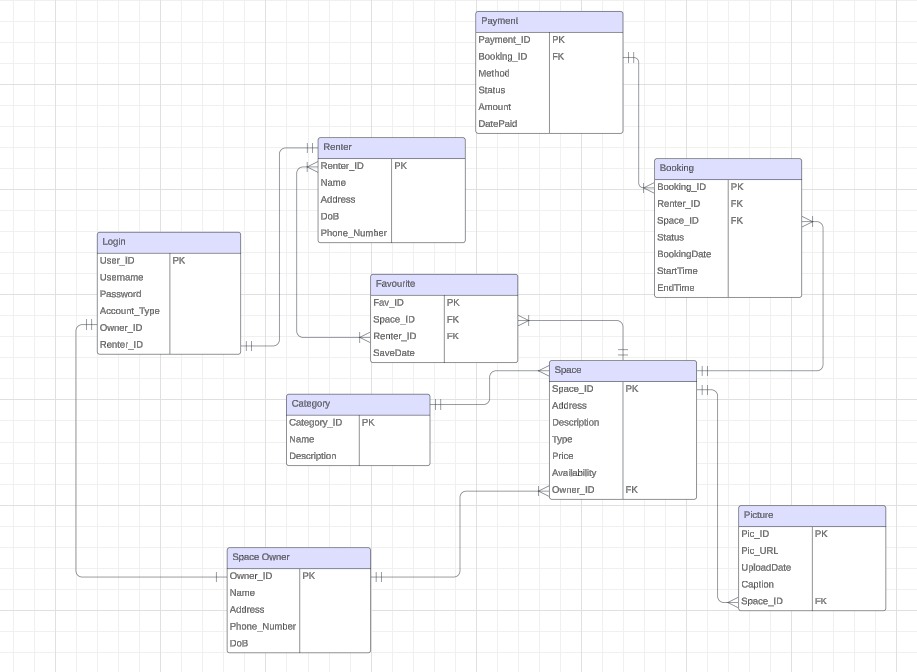 Payment
Payment_ID PK
Booking_ID FK
Method
Status
Amount
DatePaid
Renter
Renter_ID PK
Name
Address
DoB
Phone_Number
Booking
Booking_ID PK
Renter_ID FK
Space_ID FK
Status
BookingDate
StartTime
EndTime
Login
User_ID PK
Username
Password
Account_Type
Owner_ID
Renter_ID
Favourite
Fav_ID PK
Space_ID FK
Renter_ID FK
SaveDate
Space
Space_ID PK
Address
Description
Type
Price
Availability
Owner_ID FK
Category
Category_ID PK
Name
Description
Picture
Pic_ID PK
Pic_URL
UploadDate
Caption
Space_ID FK
Space Owner
Owner_ID PK
Name
Address
Phone_Number
DoB